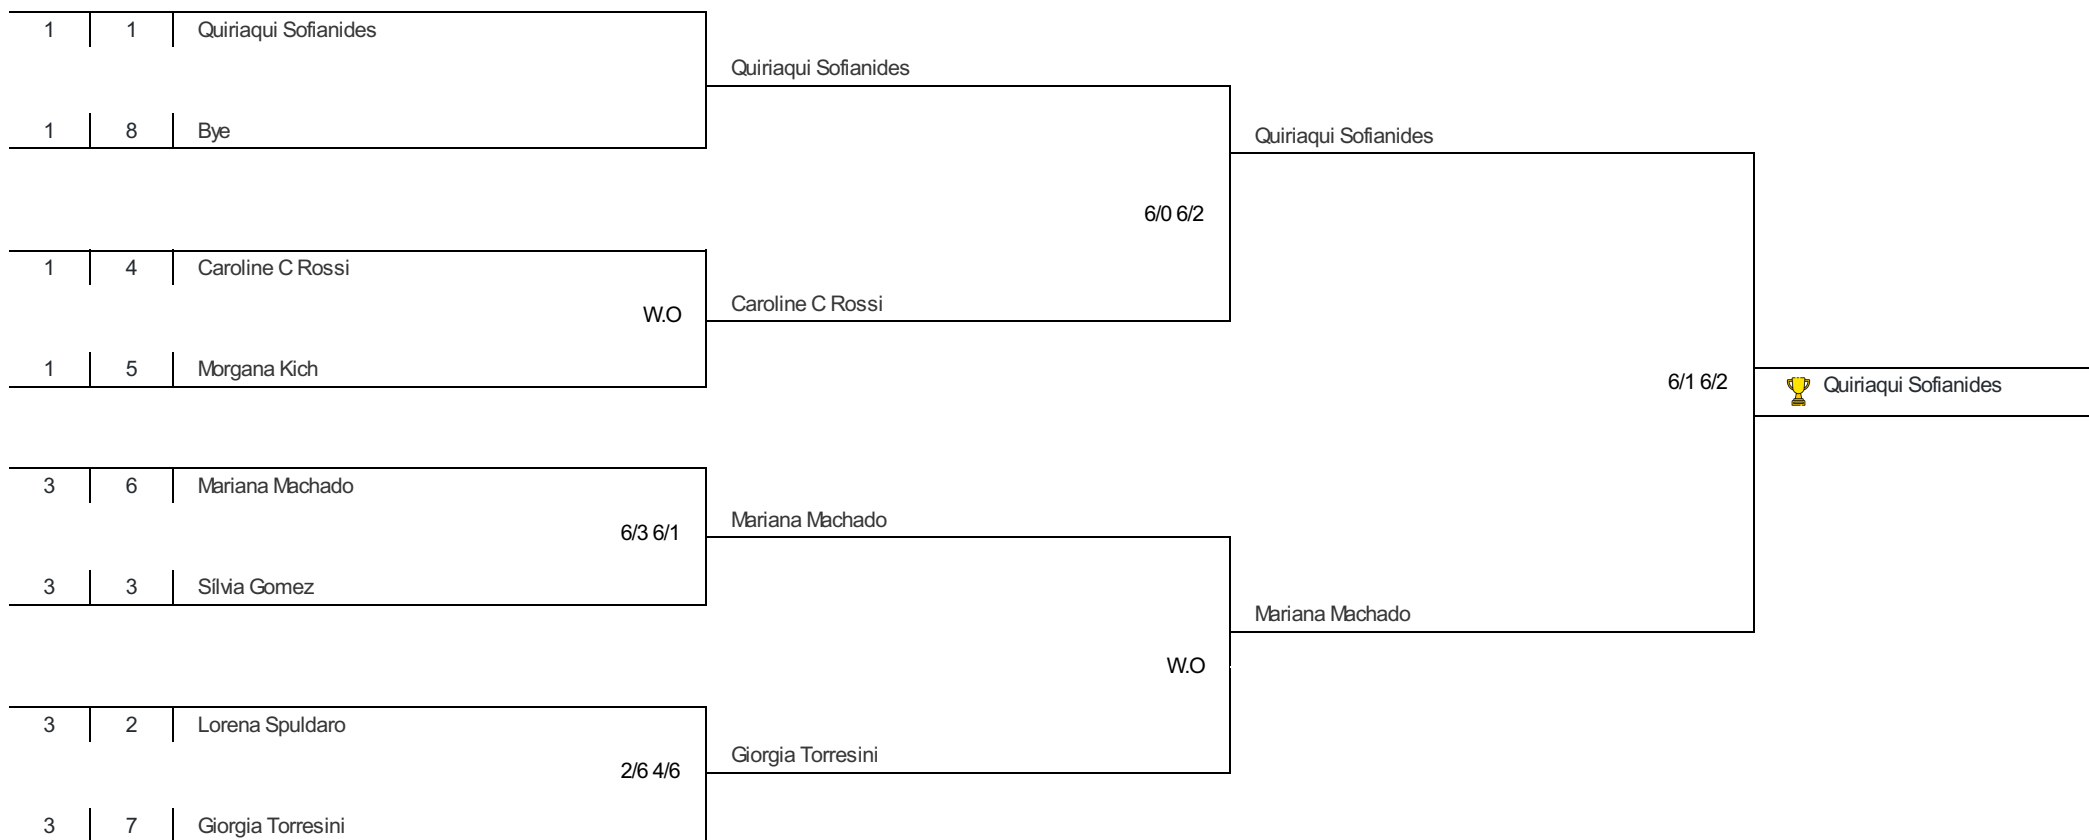 1 1 Quiriaqui Sofianides
Quiriaqui Sofianides
1 8 Bye
Quiriaqui Sofianides
6/0 6/2
1 4 Caroline C Rossi
Caroline C Rossi
W.O
1 5 Morgana Kich
6/1 6/2
Quiriaqui Sofianides
3 6 Mariana Machado
Mariana Machado
6/3 6/1
3 3 Sílvia Gomez
Mariana Machado
W.O
3 2 Lorena Spuldaro
Giorgia Torresini
2/6 4/6
3 7 Giorgia Torresini